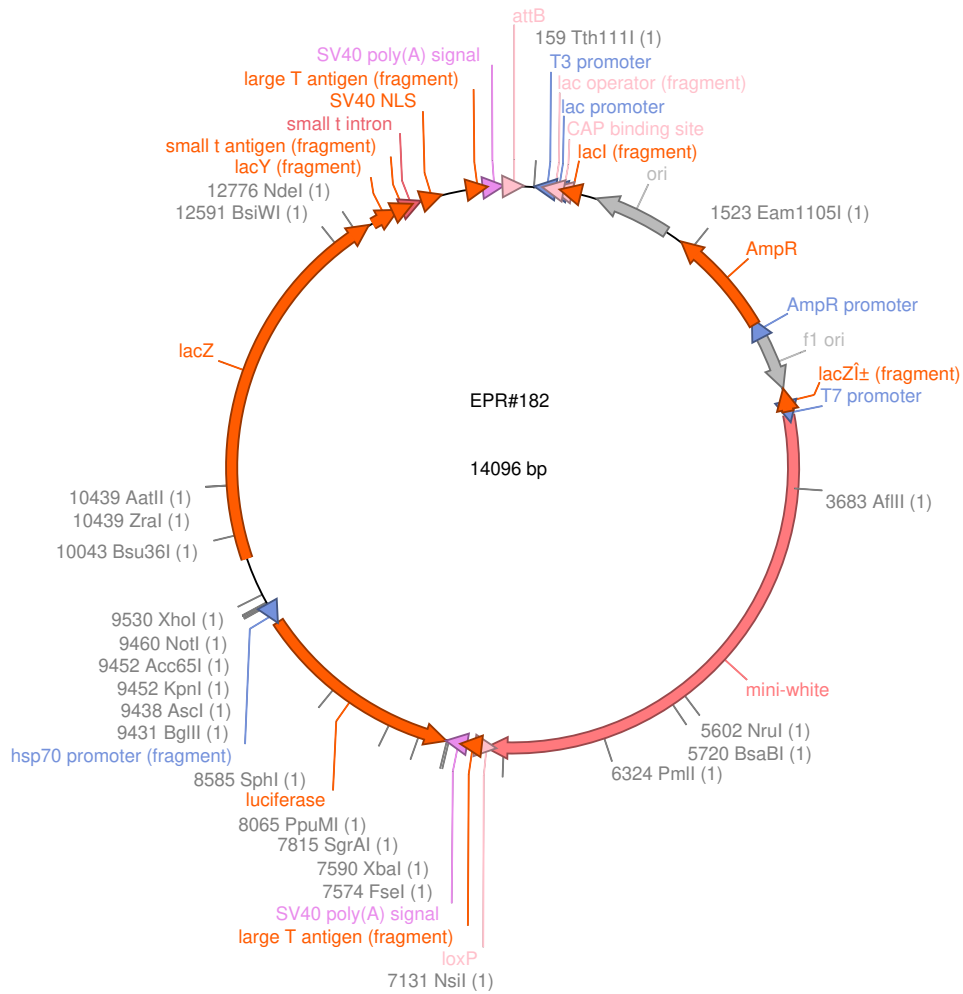 attB
159 Tth111I (1)
SV40 poly(A) signal
T3 promoter
large T antigen (fragment)
lac operator (fragment)
SV40 NLS
lac promoter
small t intron
CAP binding site
small t antigen (fragment)
lacI (fragment)
lacY (fragment)
ori
12776 NdeI (1)
12591 BsiWI (1)
1523 Eam1105I (1)
AmpR
AmpR promoter
f1 ori
lacZ
lacZÎ± (fragment)
T7 promoter
EPR#182
14096 bp
10439 AatII (1)
3683 AflII (1)
10439 ZraI (1)
10043 Bsu36I (1)
9530 XhoI (1)
9460 NotI (1)
9452 Acc65I (1)
9452 KpnI (1)
9438 AscI (1)
9431 BglII (1)
mini-white
5602 NruI (1)
5720 BsaBI (1)
hsp70 promoter (fragment)
6324 PmlI (1)
8585 SphI (1)
luciferase
8065 PpuMI (1)
7815 SgrAI (1)
7590 XbaI (1)
7574 FseI (1)
SV40 poly(A) signal
large T antigen (fragment)
loxP
7131 NsiI (1)